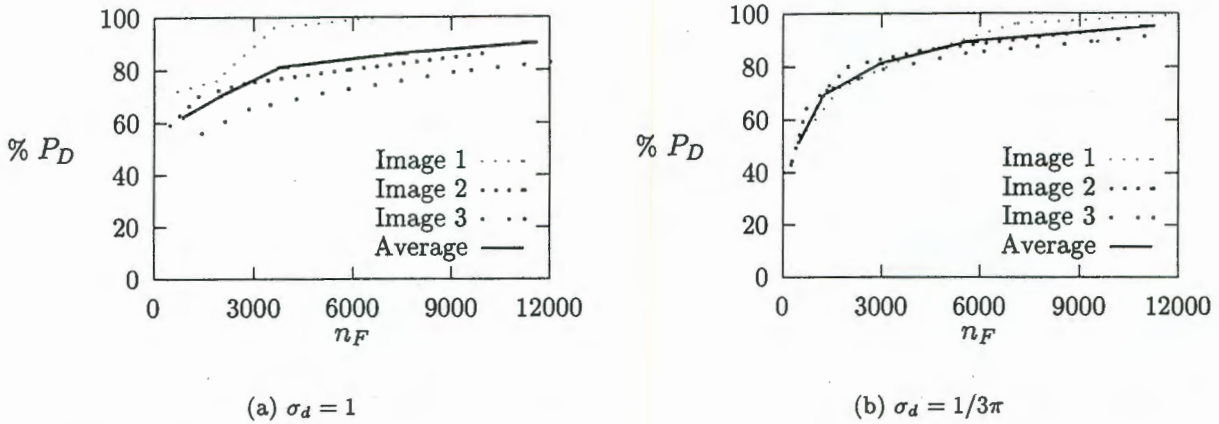 100
80
60
40
20
0
% P_D
Image 1
Image 2
Image 3
Average
0 3000 6000 9000 12000
n_F
(a) σ_d = 1
100
80
60
40
20
0
% P_D
Image 1
Image 2
Image 3
Average
0 3000 6000 9000 12000
n_F
(b) σ_d = 1/3π